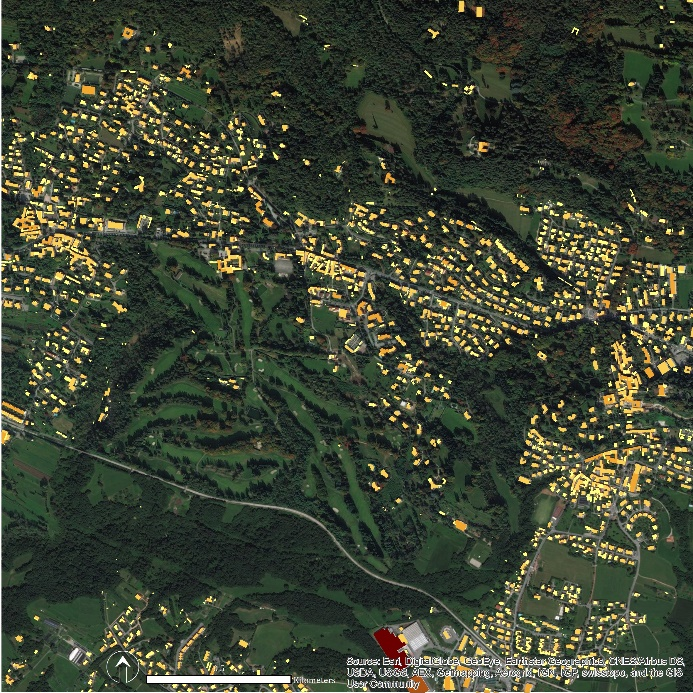 Kilometers
Source: Esri, DigitalGlobe, GeoEye, Earthstar Geographics, CNES/Airbus DS,
USDA, USGS, AEX, Getmapping, Aerogrid, IGN, IGP, swisstopo, and the GIS
User Community